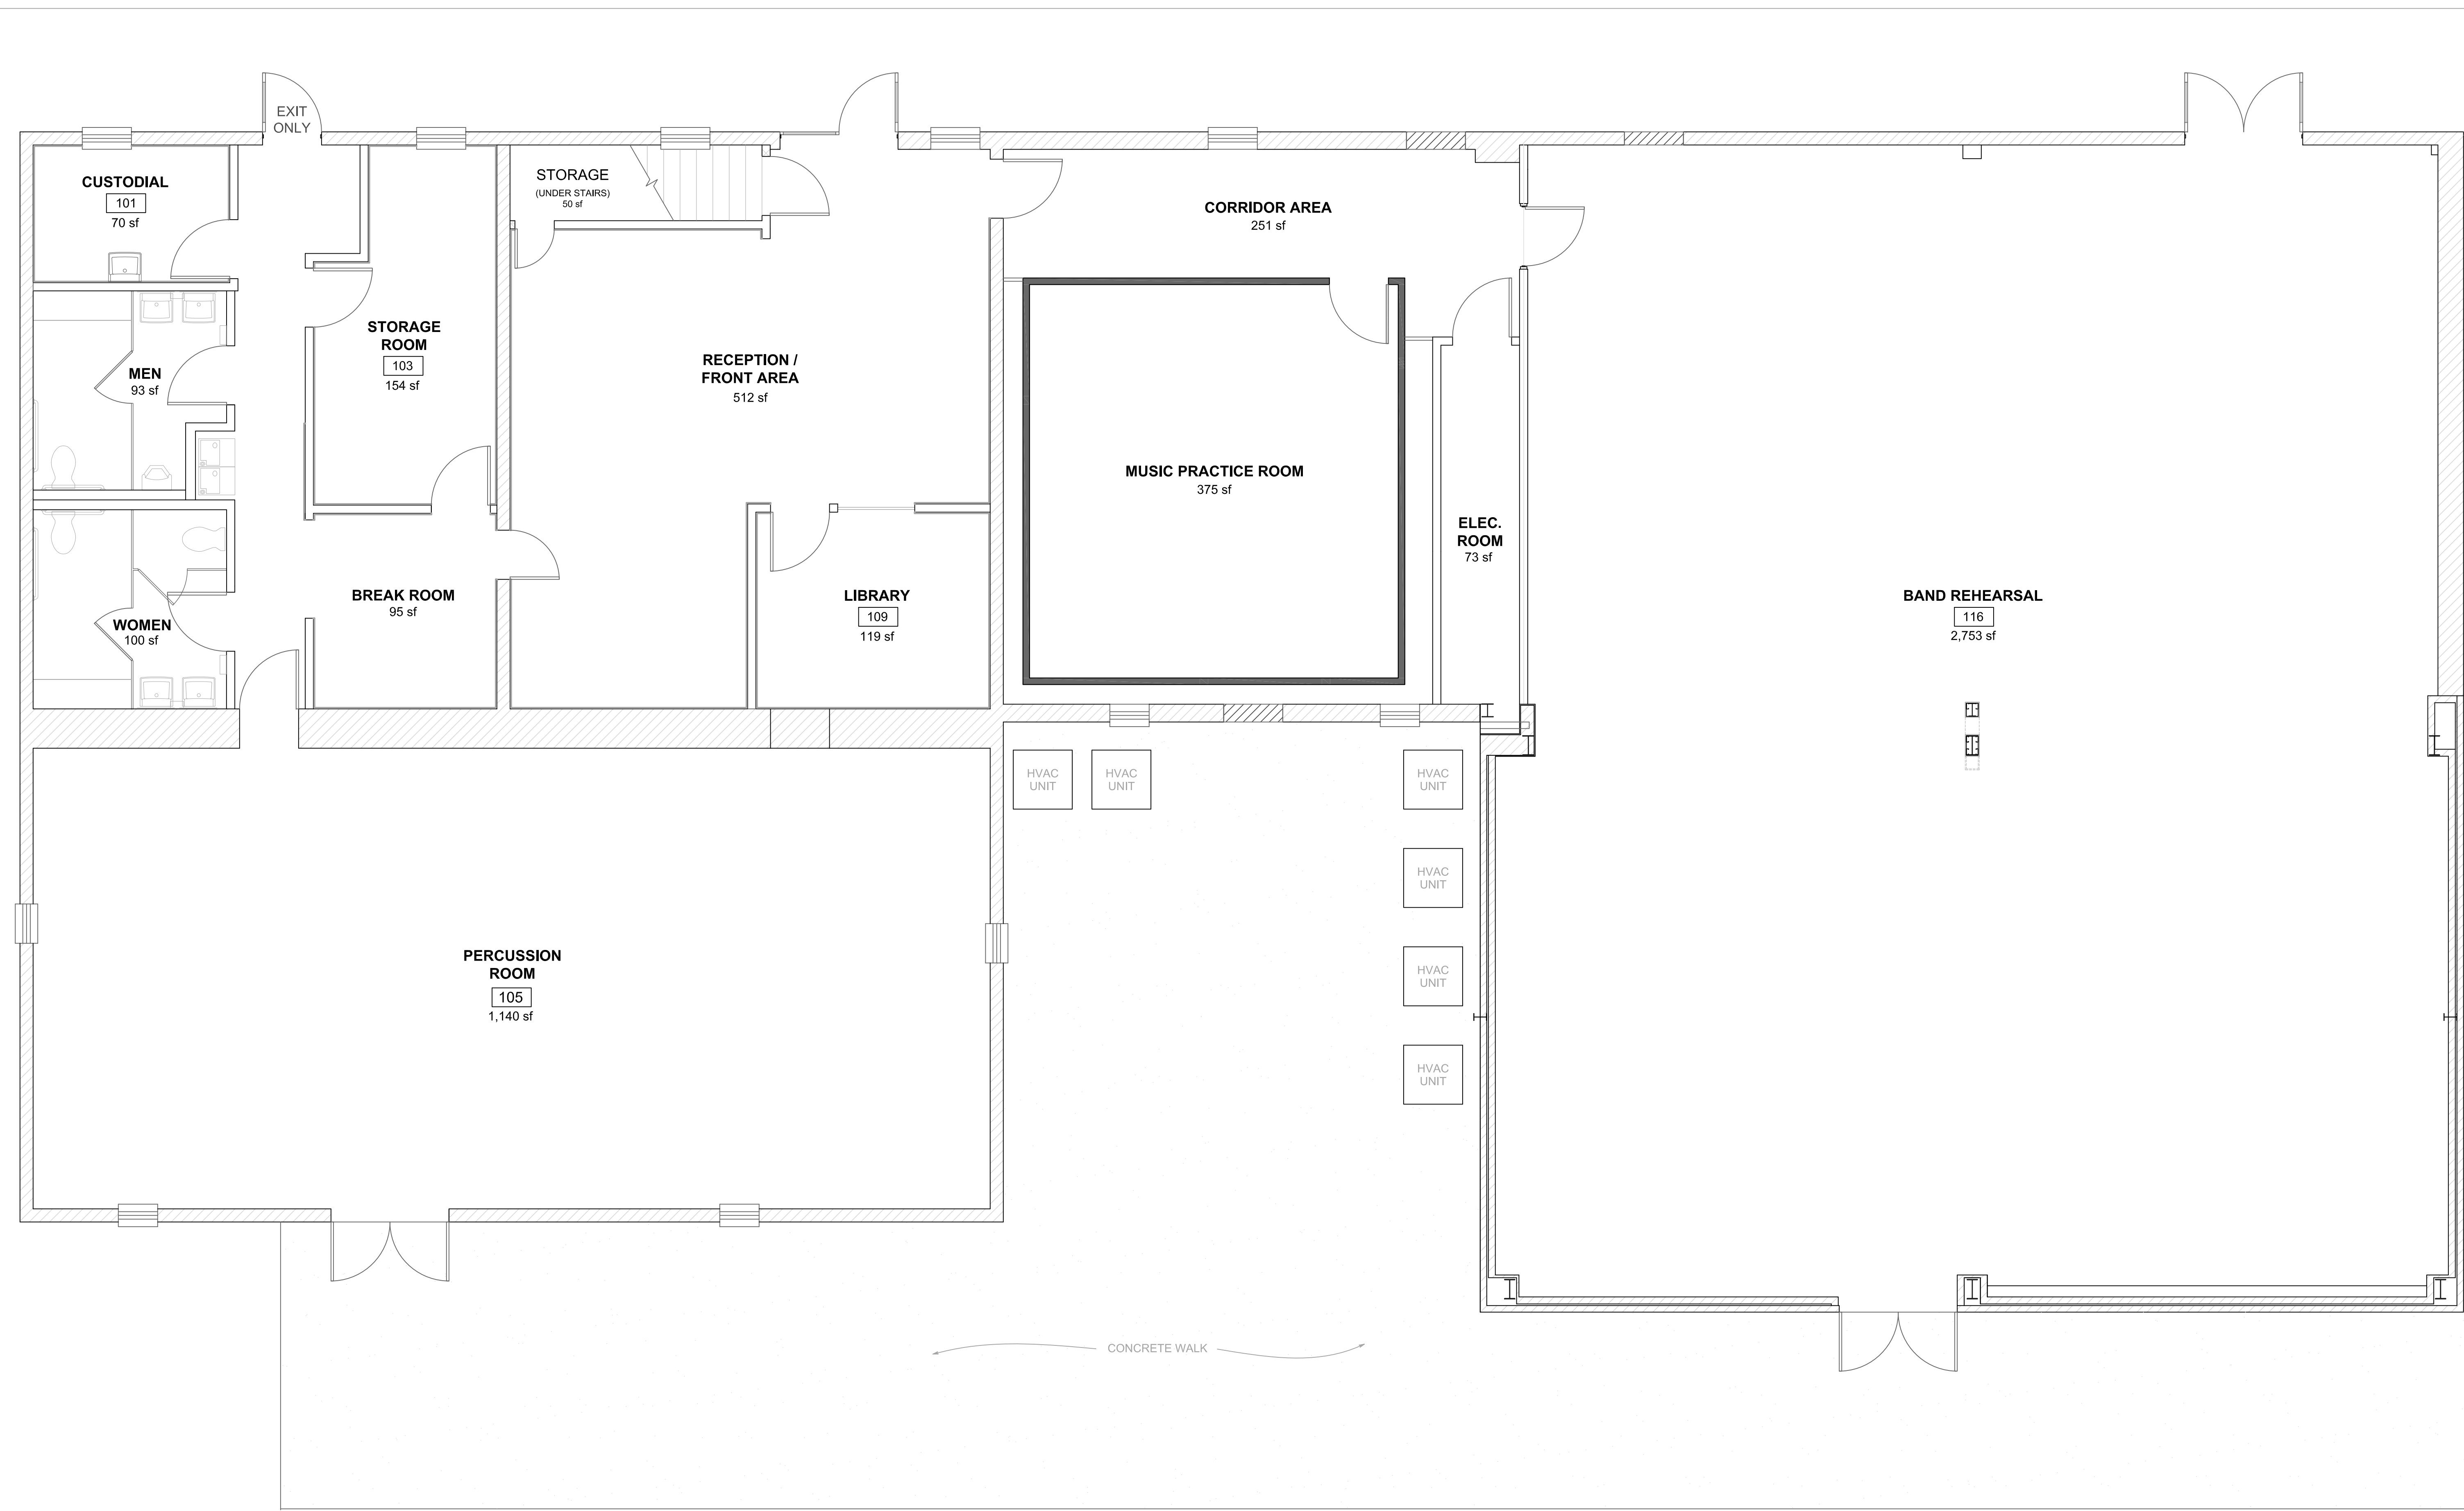 EXIT
ONLY
CUSTODIAL
101
70 sf
STORAGE
(UNDER STAIRS)
50 sf
CORRIDOR AREA
251 sf
STORAGE
ROOM
103
154 sf
MEN
93 sf
RECEPTION /
FRONT AREA
512 sf
MUSIC PRACTICE ROOM
375 sf
ELEC.
ROOM
73 sf
BREAK ROOM
95 sf
LIBRARY
109
119 sf
BAND REHEARSAL
116
2,753 sf
WOMEN
100 sf
HVAC
UNIT
HVAC
UNIT
HVAC
UNIT
HVAC
UNIT
HVAC
UNIT
HVAC
UNIT
PERCUSSION
ROOM
105
1,140 sf
CONCRETE WALK